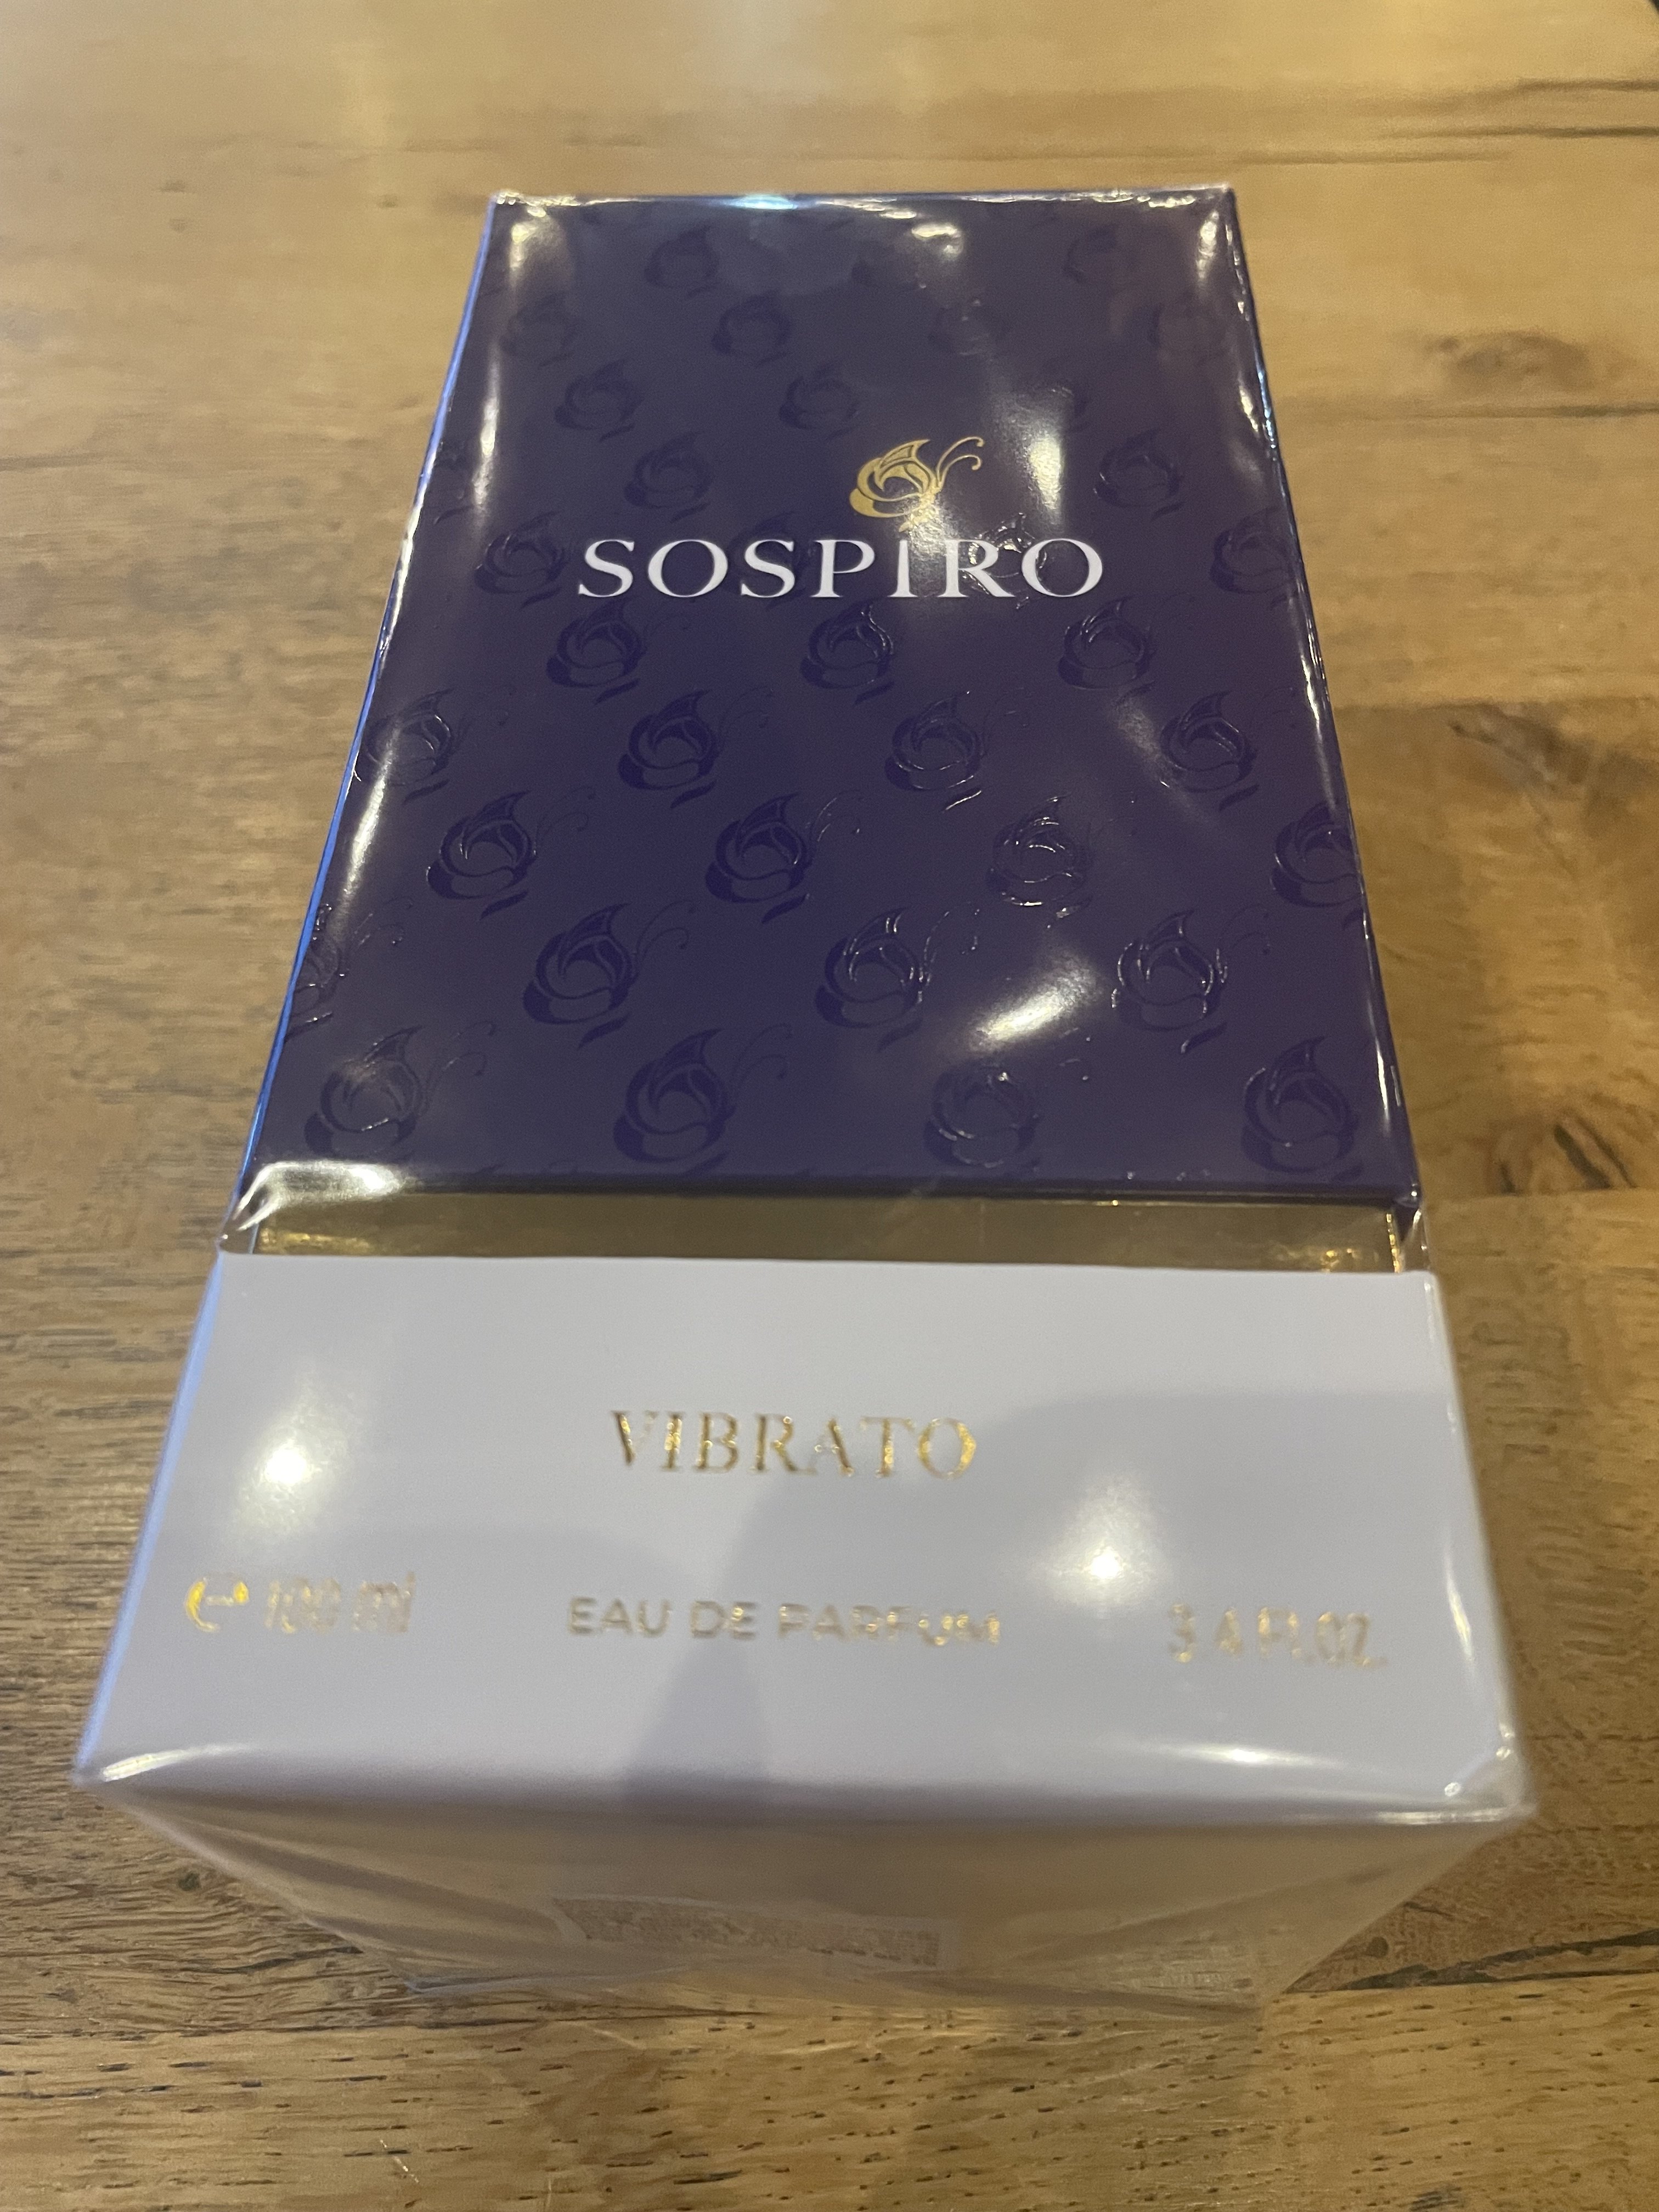 SOSPIRO
VIBRATO
e 100 ml
EAU DE PARFUM
3.4 FL.OZ.